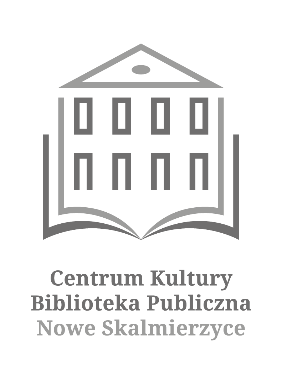 Centrum Kultury
Biblioteka Publiczna
Nowe Skalmierzyce